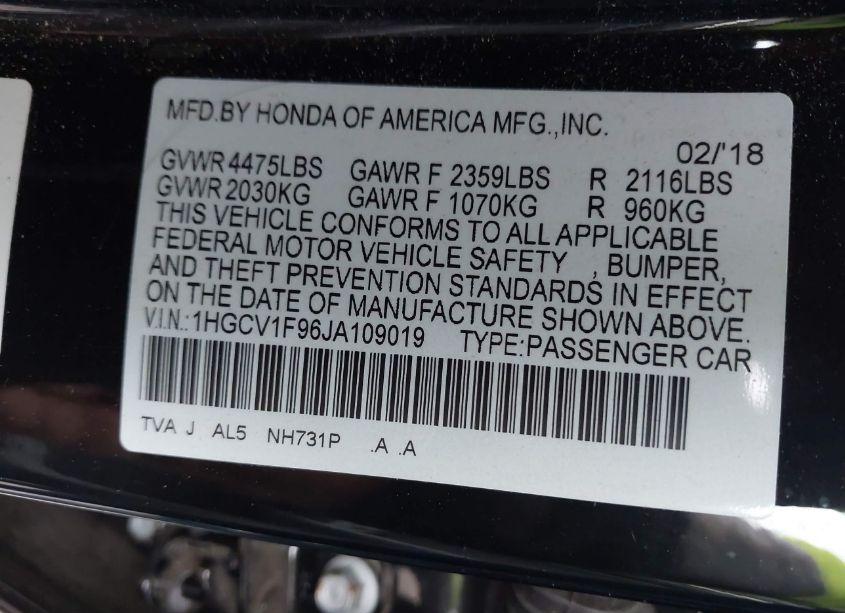 MFD.BY HONDA OF AMERICA MFG.,INC.
02/'18
GVWR 4475LBS GAWR F 2359LBS R 2116LBS
GVWR 2030KG GAWR F 1070KG R 960KG
THIS VEHICLE CONFORMS TO ALL APPLICABLE
FEDERAL MOTOR VEHICLE SAFETY , BUMPER,
AND THEFT PREVENTION STANDARDS IN EFFECT
ON THE DATE OF MANUFACTURE SHOWN ABOVE.
V.I.N.:1HGCV1F96JA109019 TYPE:PASSENGER CAR
TVA J AL5 NH731P .A .A